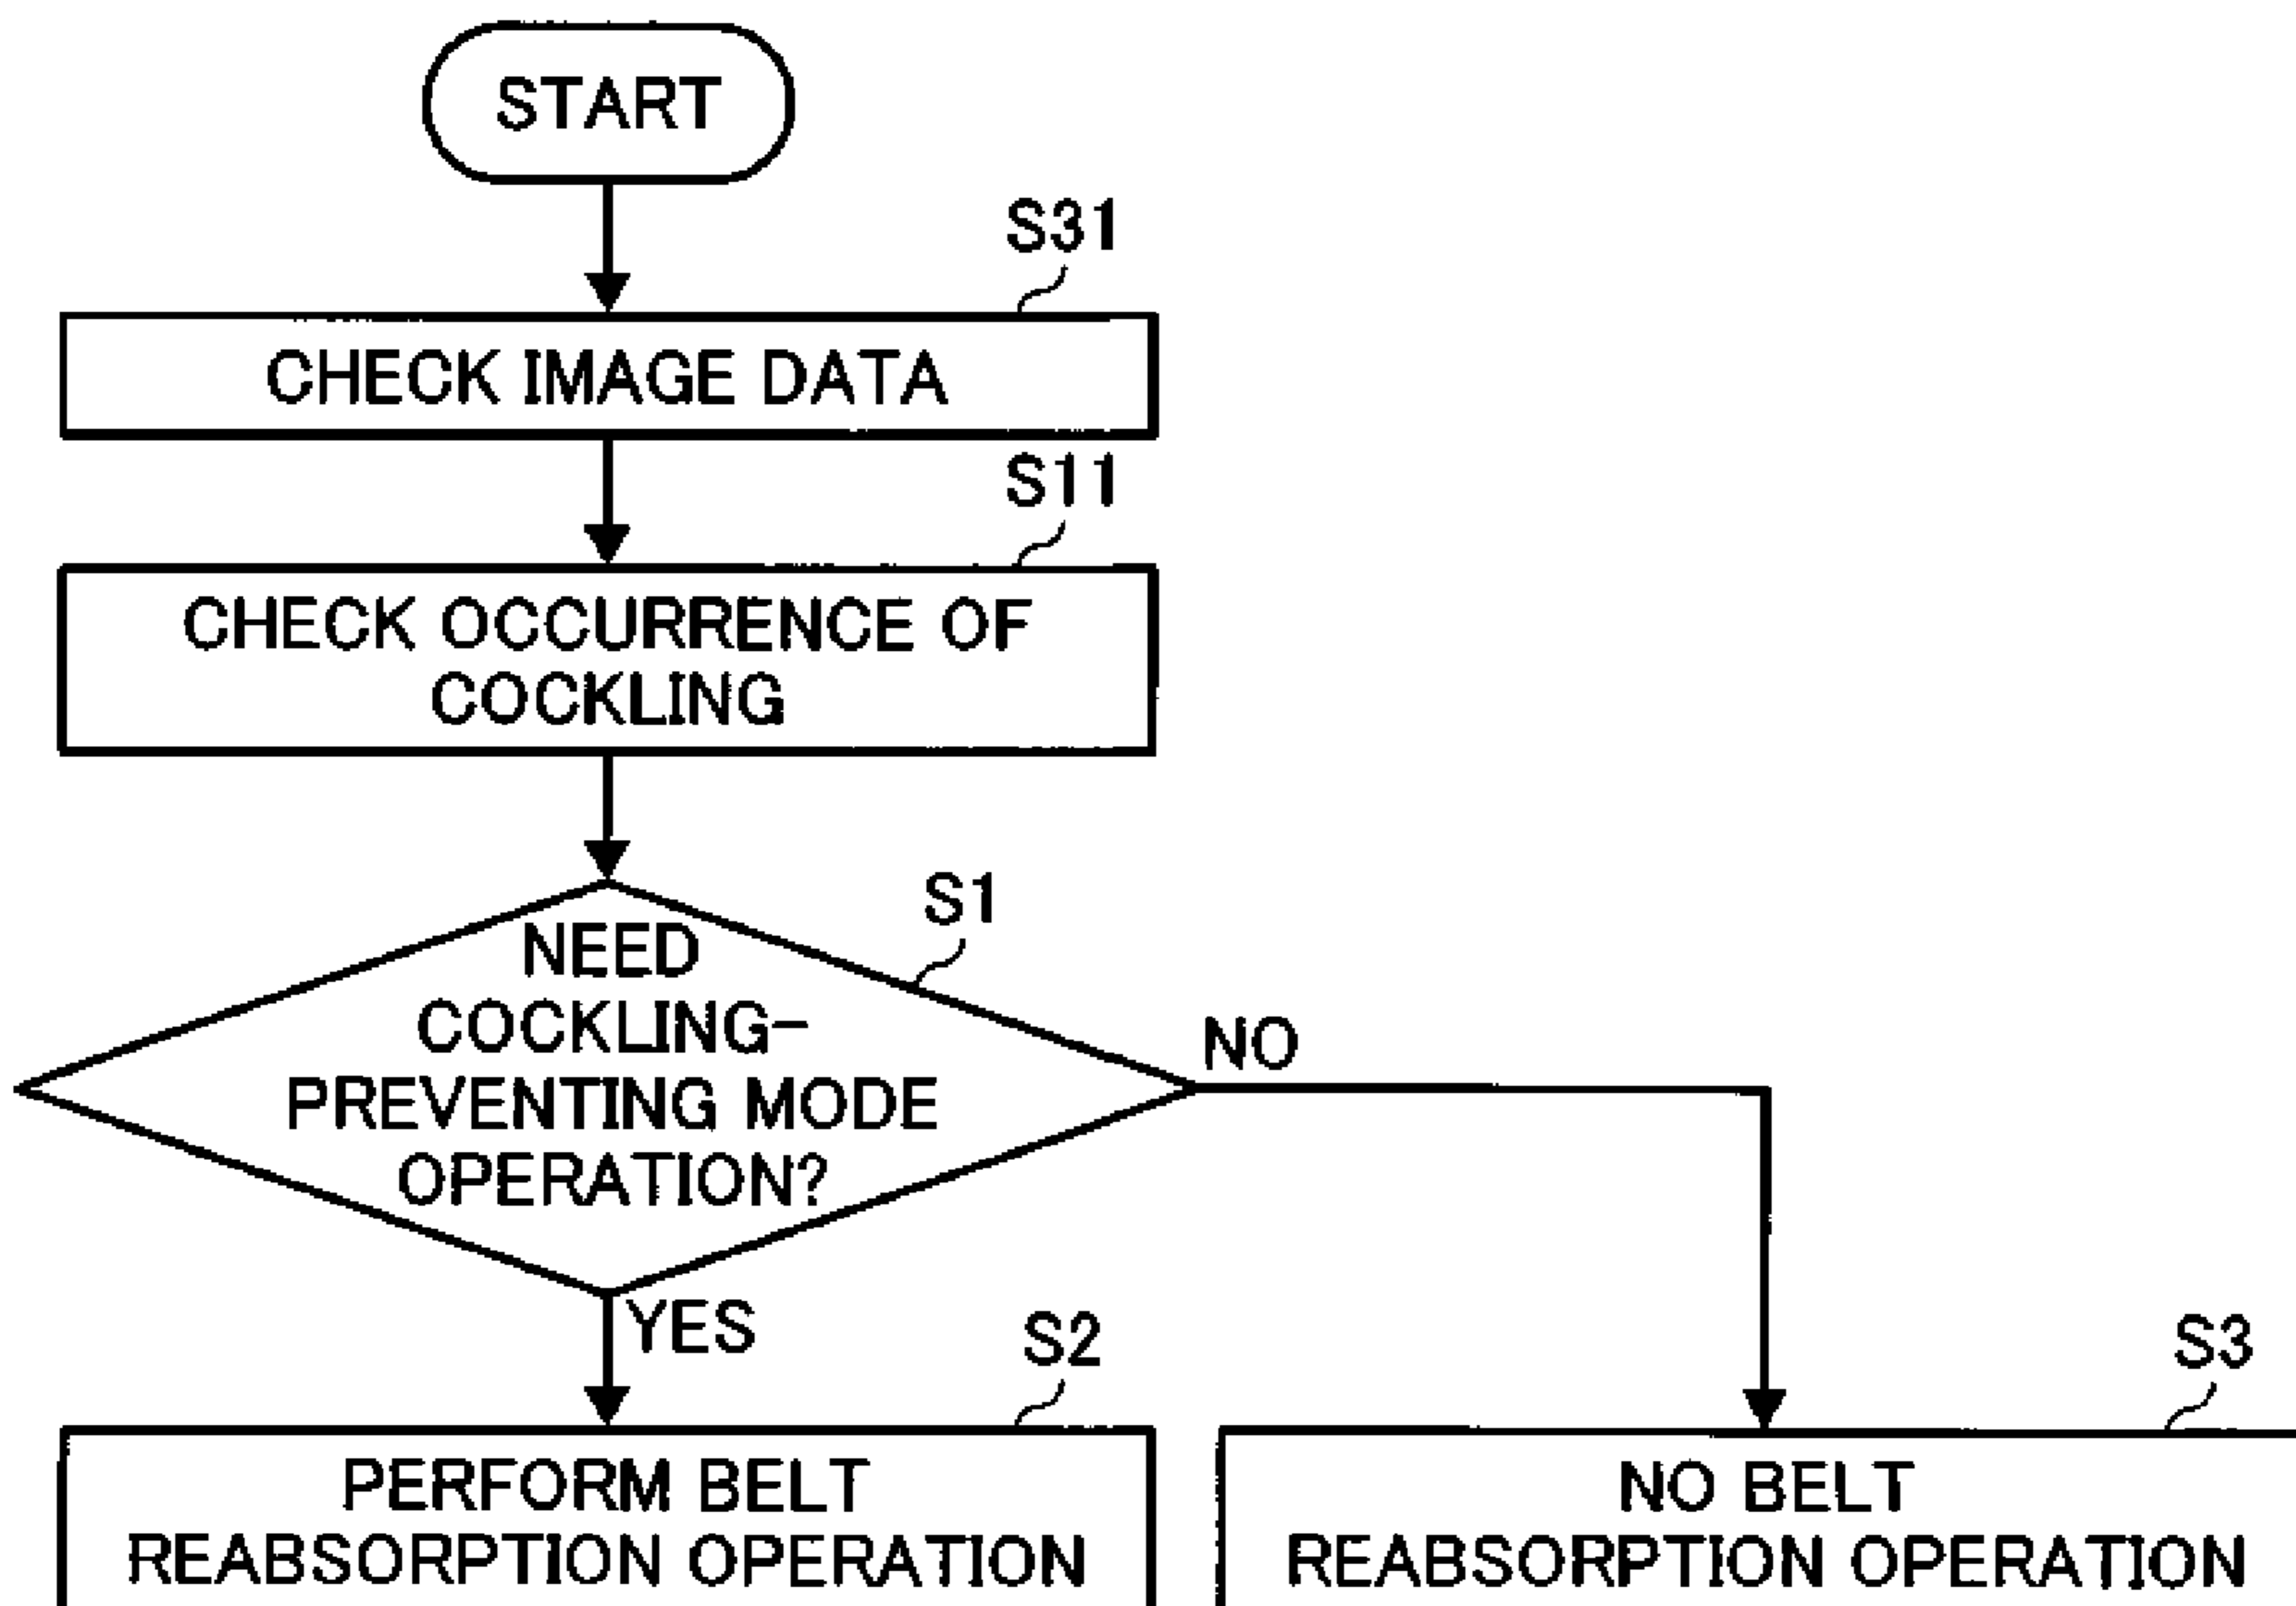 START
S31
CHECK IMAGE DATA
S11
CHECK OCCURRENCE OF
COCKLING
S1
NEED
COCKLING-
PREVENTING MODE
OPERATION?
NO
YES
S2
PERFORM BELT
REABSORPTION OPERATION
S3
NO BELT
REABSORPTION OPERATION